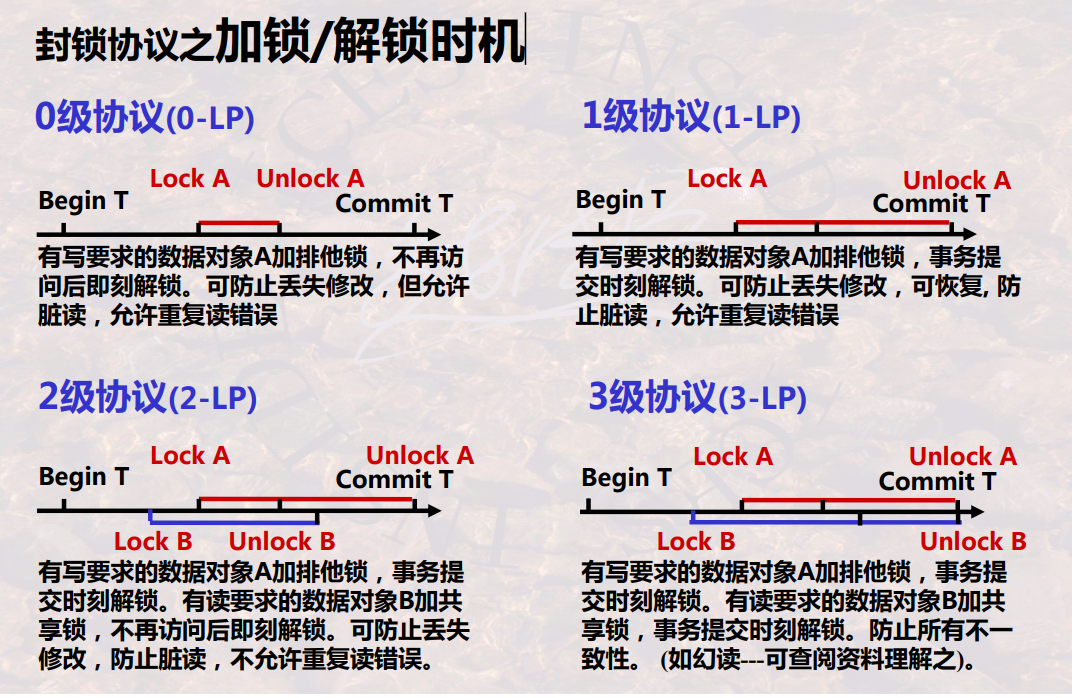 封锁协议之加锁/解锁时机
0级协议(0-LP)
Lock A Unlock A
Begin T
Commit T
有写要求的数据对象A加排他锁，不再访
问后即刻解锁。可防止丢失修改，但允许
脏读，允许重复读错误
1级协议(1-LP)
Lock A
Unlock A
Begin T
Commit T
有写要求的数据对象A加排他锁，事务提
交时刻解锁。可防止丢失修改，可恢复, 防
止脏读，允许重复读错误
2级协议(2-LP)
Lock A
Unlock A
Begin T
Commit T
Lock B Unlock B
有写要求的数据对象A加排他锁，事务提
交时刻解锁。有读要求的数据对象B加共
享锁，不再访问后即刻解锁。可防止丢失
修改，防止脏读，不允许重复读错误。
3级协议(3-LP)
Lock A
Unlock A
Begin T
Commit T
Lock B
Unlock B
有写要求的数据对象A加排他锁，事务提
交时刻解锁。有读要求的数据对象B加共
享锁，事务提交时刻解锁。防止所有不一
致性。 (如幻读---可查阅资料理解之)。